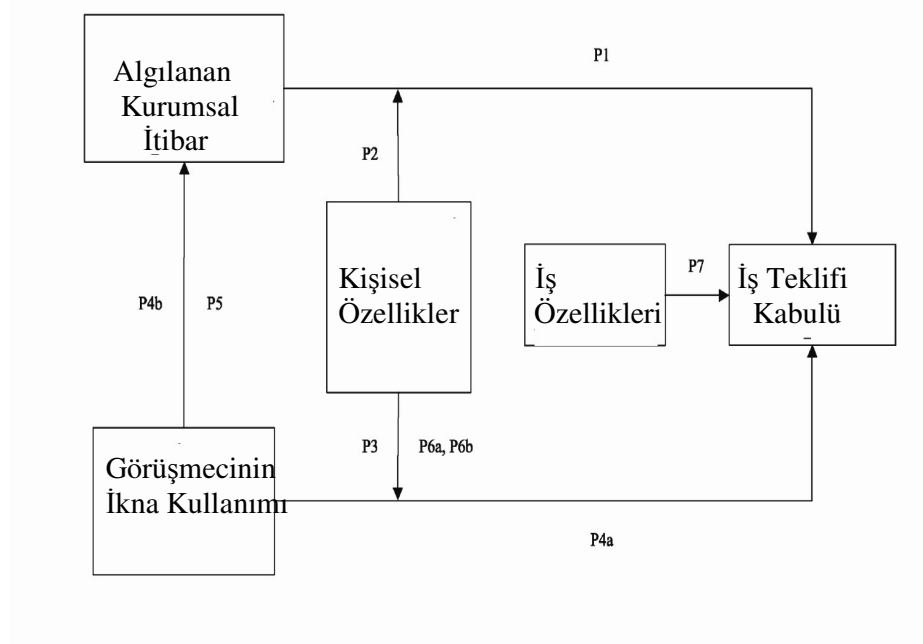 Algılanan
Kurumsal
İtibar
P1
P2
Kişisel
Özellikler
İş
Özellikleri
P7
İş Teklifi
Kabulü
P4b
P5
P3
P6a, P6b
Görüşmecinin
İkna Kullanımı
P4a